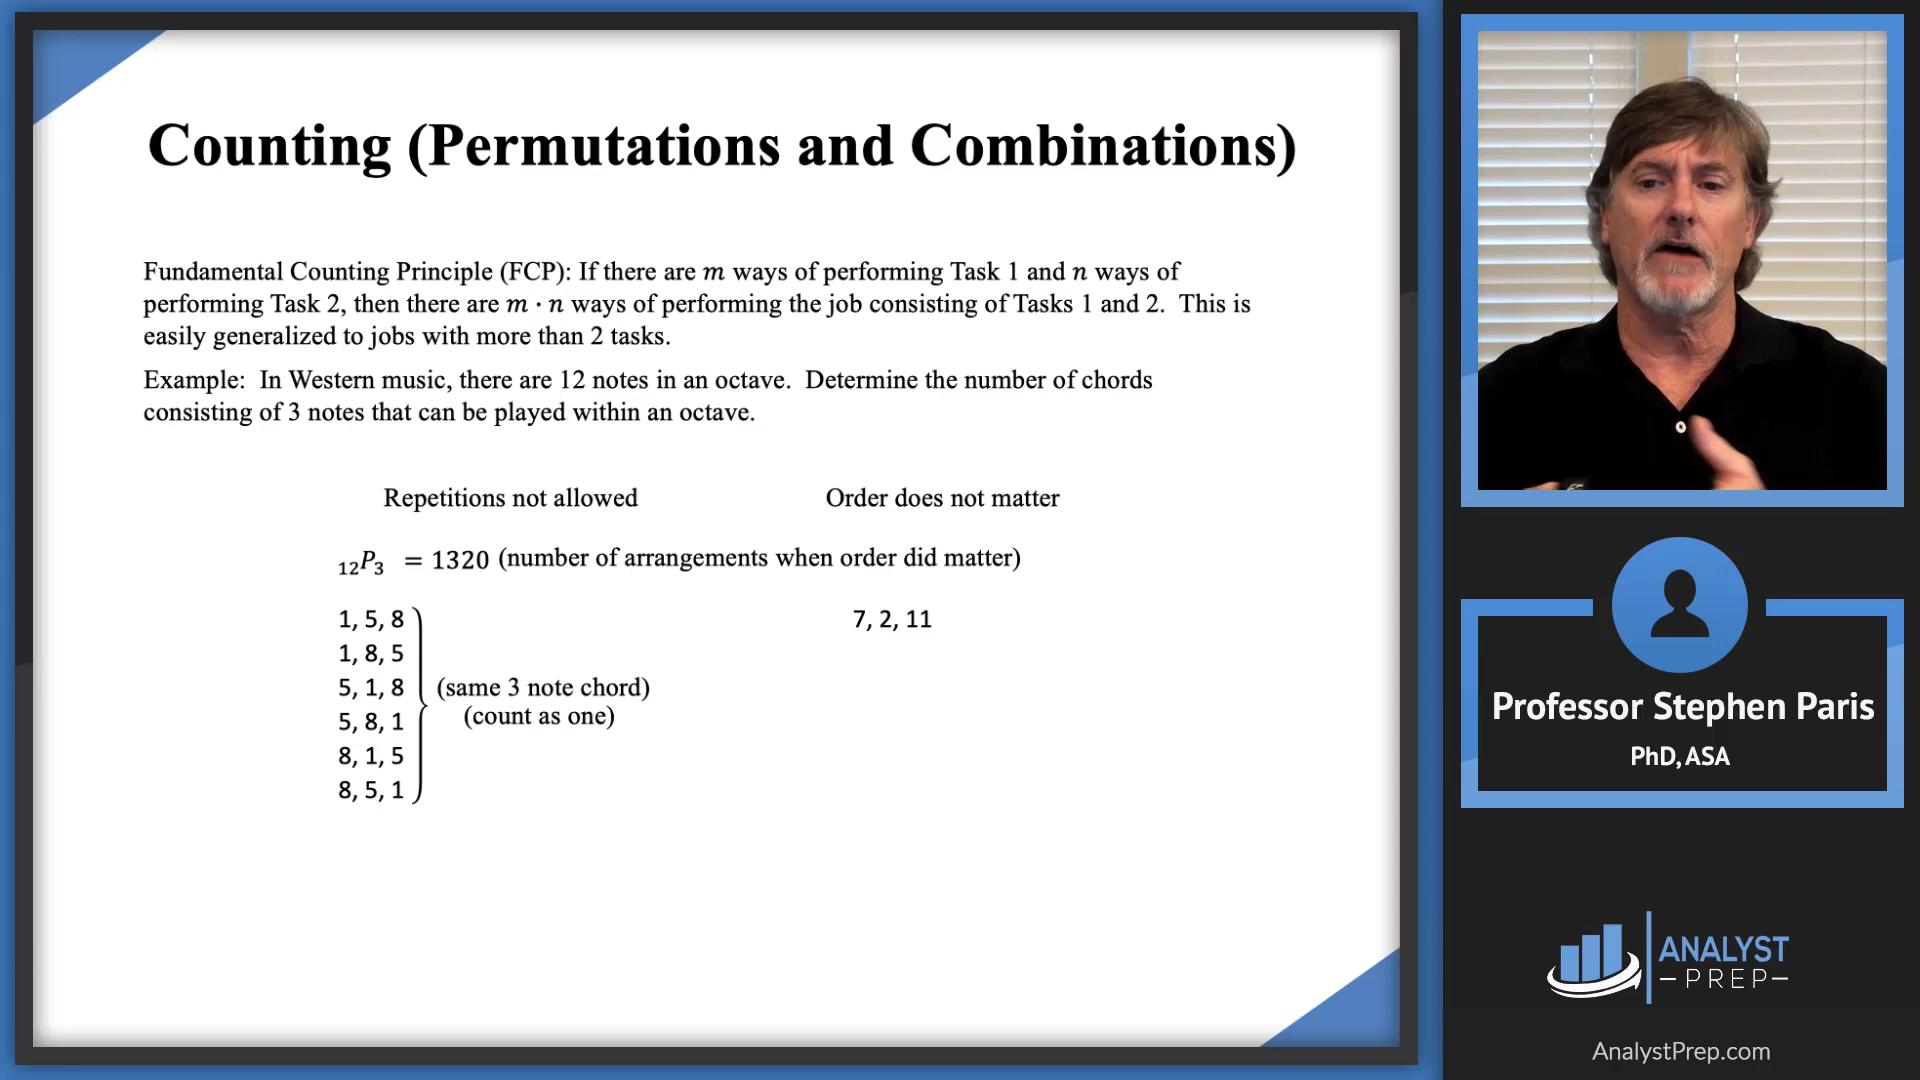 Counting (Permutations and Combinations)
Fundamental Counting Principle (FCP): If there are m ways of performing Task 1 and n ways of
performing Task 2, then there are m · n ways of performing the job consisting of Tasks 1 and 2. This is
easily generalized to jobs with more than 2 tasks.
Example: In Western music, there are 12 notes in an octave. Determine the number of chords
consisting of 3 notes that can be played within an octave.
Repetitions not allowed
Order does not matter
₁₂P₃ = 1320 (number of arrangements when order did matter)
1, 5, 8
1, 8, 5
5, 1, 8
5, 8, 1
8, 1, 5
8, 5, 1
(same 3 note chord)
(count as one)
7, 2, 11
Professor Stephen Paris
PhD, ASA
ANALYST
PREP
AnalystPrep.com